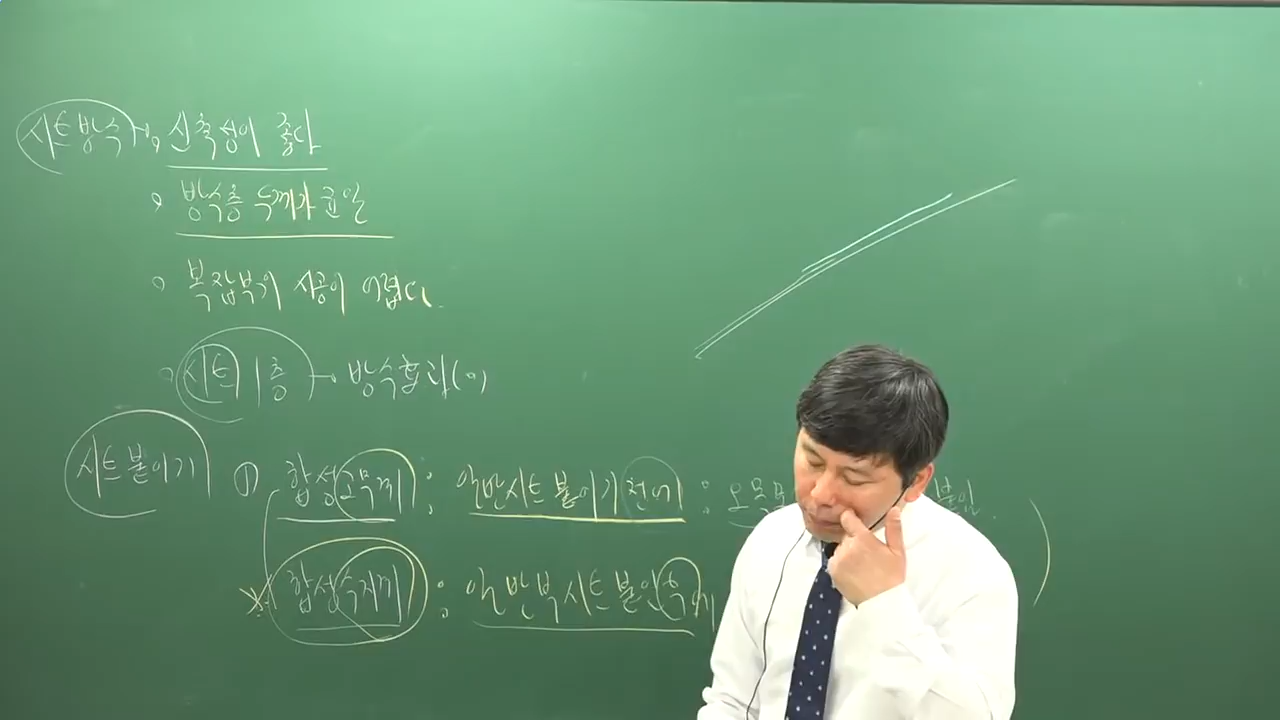 시트방수 → 신축성이 좋다
방수층 두께가 균일
복잡부위 시공이 어렵다.
시트 1층 → 방수효과(O)
시트붙이기 ① 합성고무계 : 일반시트 붙이기 전에 : 오목모 붙임.
※ 합성수지계 : 일반부 시트 붙인 후에